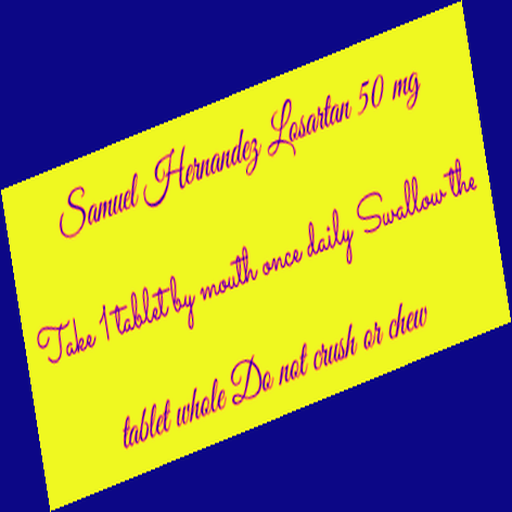 Samuel Hernandez Losartan 50 mg
Take 1 tablet by mouth once daily Swallow the
tablet whole Do not crush or chew